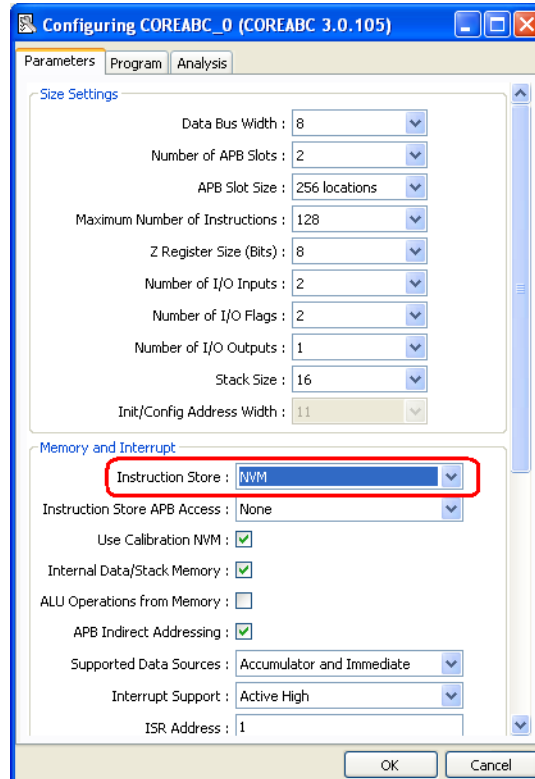 Configuring COREABC_0 (COREABC 3.0.105)
Parameters Program Analysis
Size Settings
Data Bus Width : 8
Number of APB Slots : 2
APB Slot Size : 256 locations
Maximum Number of Instructions : 128
Z Register Size (Bits) : 8
Number of I/O Inputs : 2
Number of I/O Flags : 2
Number of I/O Outputs : 1
Stack Size : 16
Init/Config Address Width : 11
Memory and Interrupt
Instruction Store : NVM
Instruction Store APB Access : None
Use Calibration NVM :
Internal Data/Stack Memory :
ALU Operations from Memory :
APB Indirect Addressing :
Supported Data Sources : Accumulator and Immediate
Interrupt Support : Active High
ISR Address : 1
OK Cancel